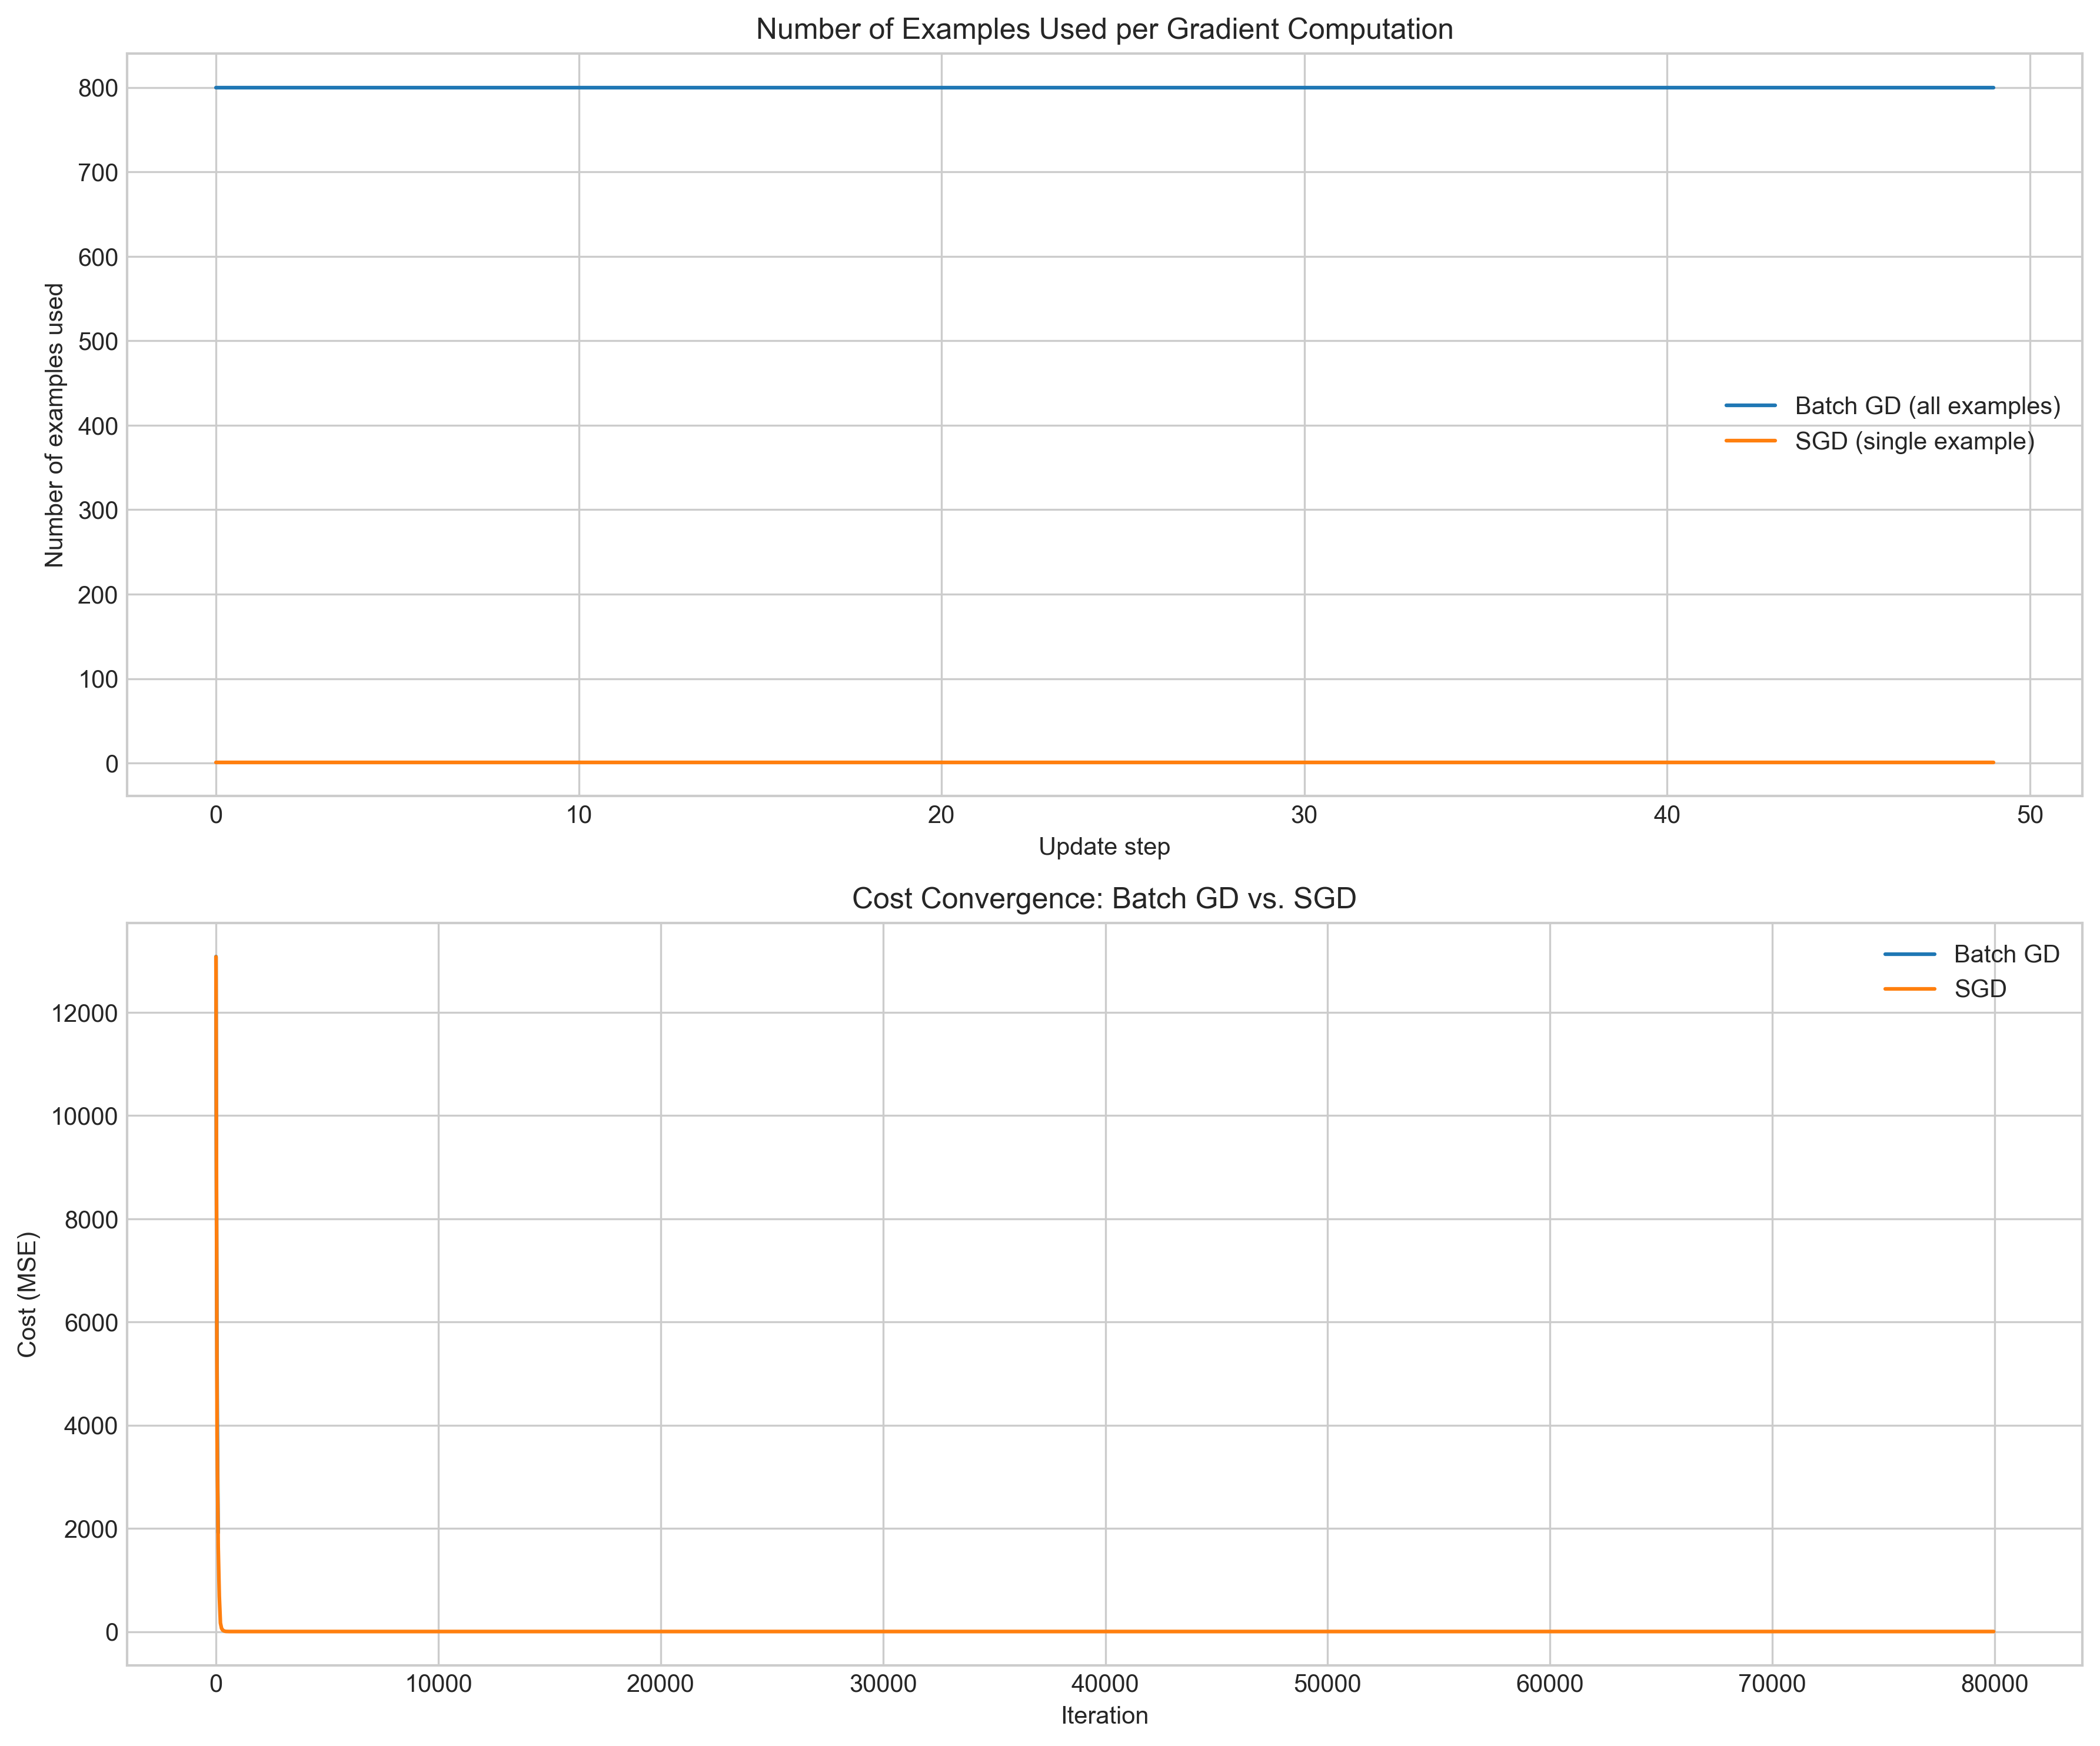 Number of Examples Used per Gradient Computation
Number of examples used
800
700
600
500
400
300
200
100
0
Batch GD (all examples)
SGD (single example)
0 10 20 30 40 50
Update step
Cost Convergence: Batch GD vs. SGD
Cost (MSE)
12000
10000
8000
6000
4000
2000
0
Batch GD
SGD
0 10000 20000 30000 40000 50000 60000 70000 80000
Iteration